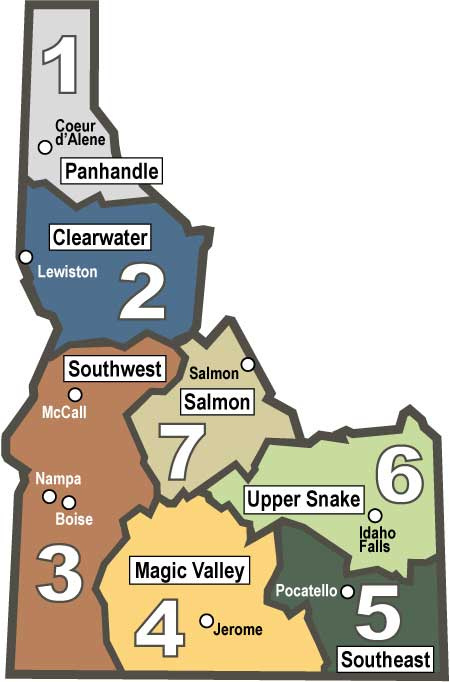 1
Coeur
d'Alene
Panhandle
Clearwater
Lewiston
2
Southwest
McCall
Salmon
Salmon
7
Nampa
Boise
3
6
Upper Snake
Idaho
Falls
Magic Valley
4
Jerome
Pocatello
5
Southeast